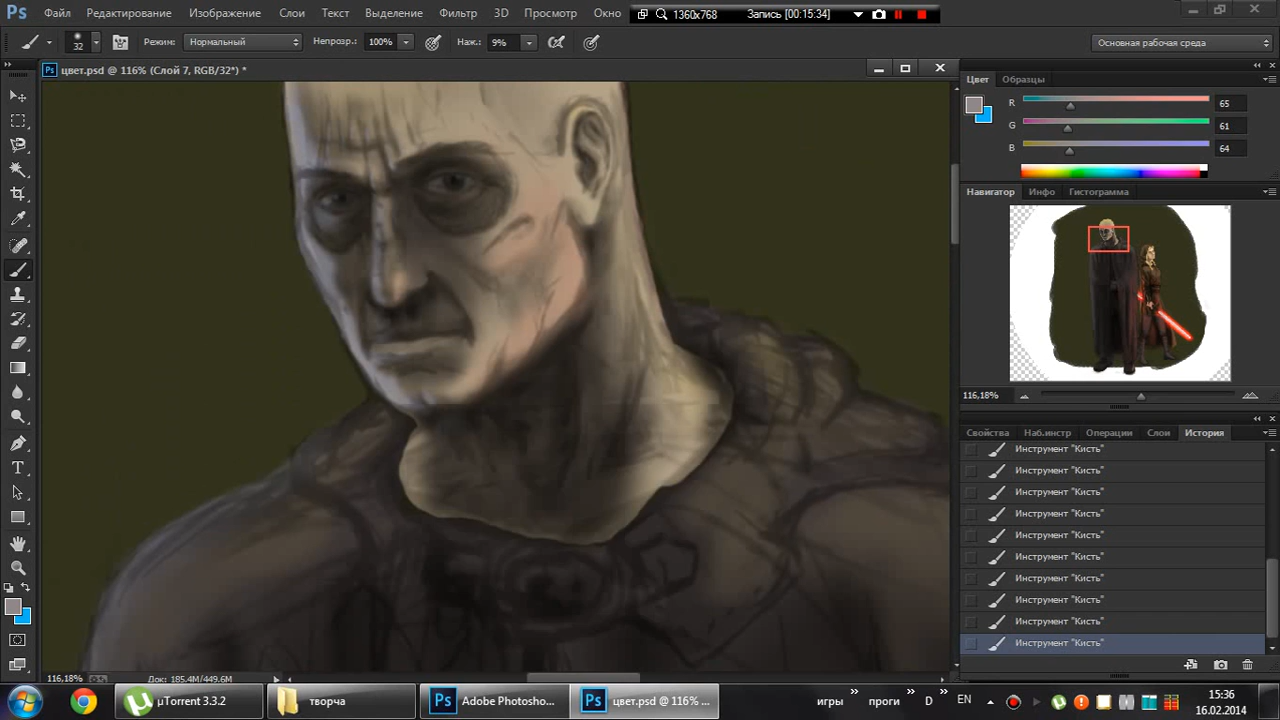 Ps Файл Редактирование Изображение Слои Текст Выделение Фильтр 3D Просмотр Окно 1360x768 Запись [00:15:34]
32 Режим: Нормальный Непрозр.: 100% Наж.: 9% Основная рабочая среда
Ps цвет.psd @ 116% (Слой 7, RGB/32*) *
Цвет Образцы
R 65
G 61
B 64
Навигатор Инфо Гистограмма
116,18%
Свойства Наб.инстр Операции Слои История
Инструмент "Кисть"
Инструмент "Кисть"
Инструмент "Кисть"
Инструмент "Кисть"
Инструмент "Кисть"
Инструмент "Кисть"
Инструмент "Кисть"
Инструмент "Кисть"
Инструмент "Кисть"
Инструмент "Кисть"
116,18% Док: 185.4M/449.6M
µTorrent 3.3.2 творча Ps Adobe Photosho... Ps цвет.psd @ 116% ... игры » проги » D » EN 15:36
16.02.2014